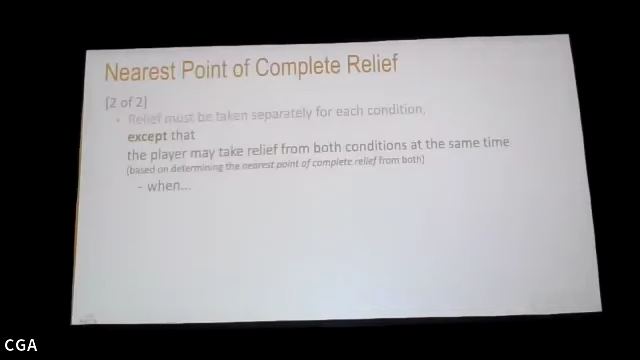 Nearest Point of Complete Relief
[2 of 2]
• Relief must be taken separately for each condition,
except that
the player may take relief from both conditions at the same time
(based on determining the nearest point of complete relief from both)
- when...
CGA